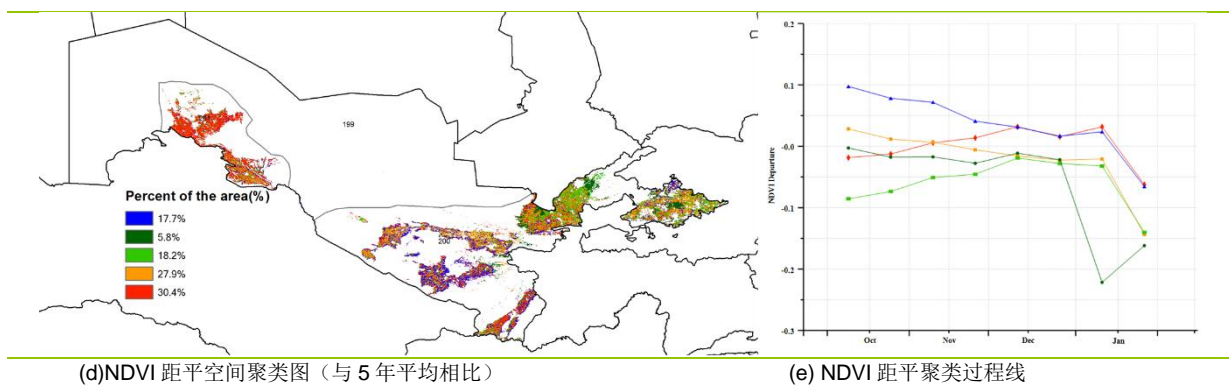 199
200
Percent of the area(%)
17.7%
5.8%
18.2%
27.9%
30.4%
0.2
0.1
-0.0
-0.1
-0.2
-0.3
NDVI Departure
Oct Nov Dec Jan
(d)NDVI 距平空间聚类图（与 5 年平均相比）
(e) NDVI 距平聚类过程线